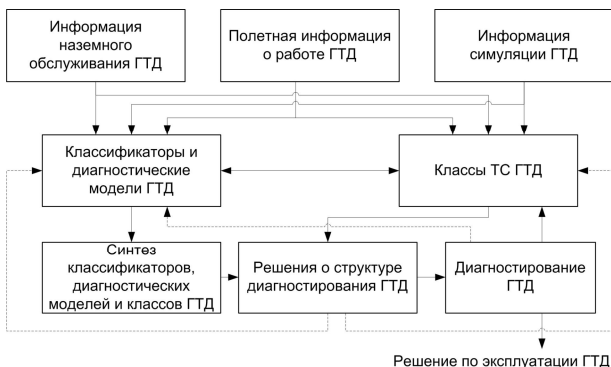 Информация
наземного
обслуживания ГТД
Полетная информация
о работе ГТД
Информация
симуляции ГТД
Классификаторы и
диагностические
модели ГТД
Классы ТС ГТД
Синтез
классификаторов,
диагностических
моделей и классов ГТД
Решения о структуре
диагностирования ГТД
Диагностирование
ГТД
Решение по эксплуатации ГТД